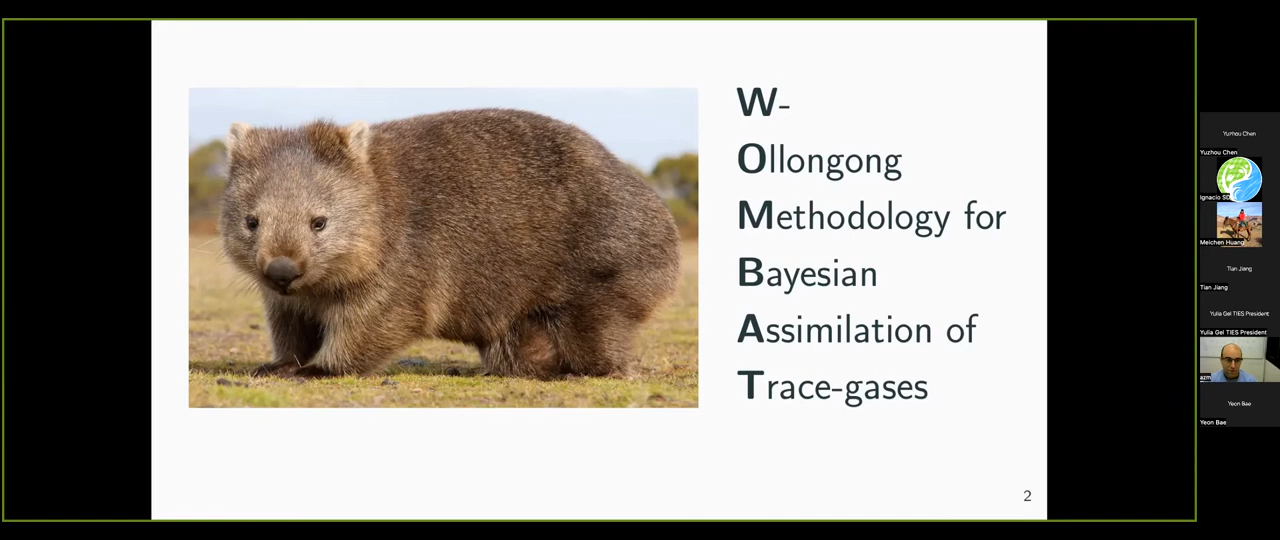 W-
Ollongong
Methodology for
Bayesian
Assimilation of
Trace-gases
2
Yuzhou Chen
Yuzhou Chen
Ignacio
Meichen Huang
Tian Jiang
Tian Jiang
Yulia Gel TIES President
Yulia Gel TIES President
azm
Yeon Bae
Yeon Bae